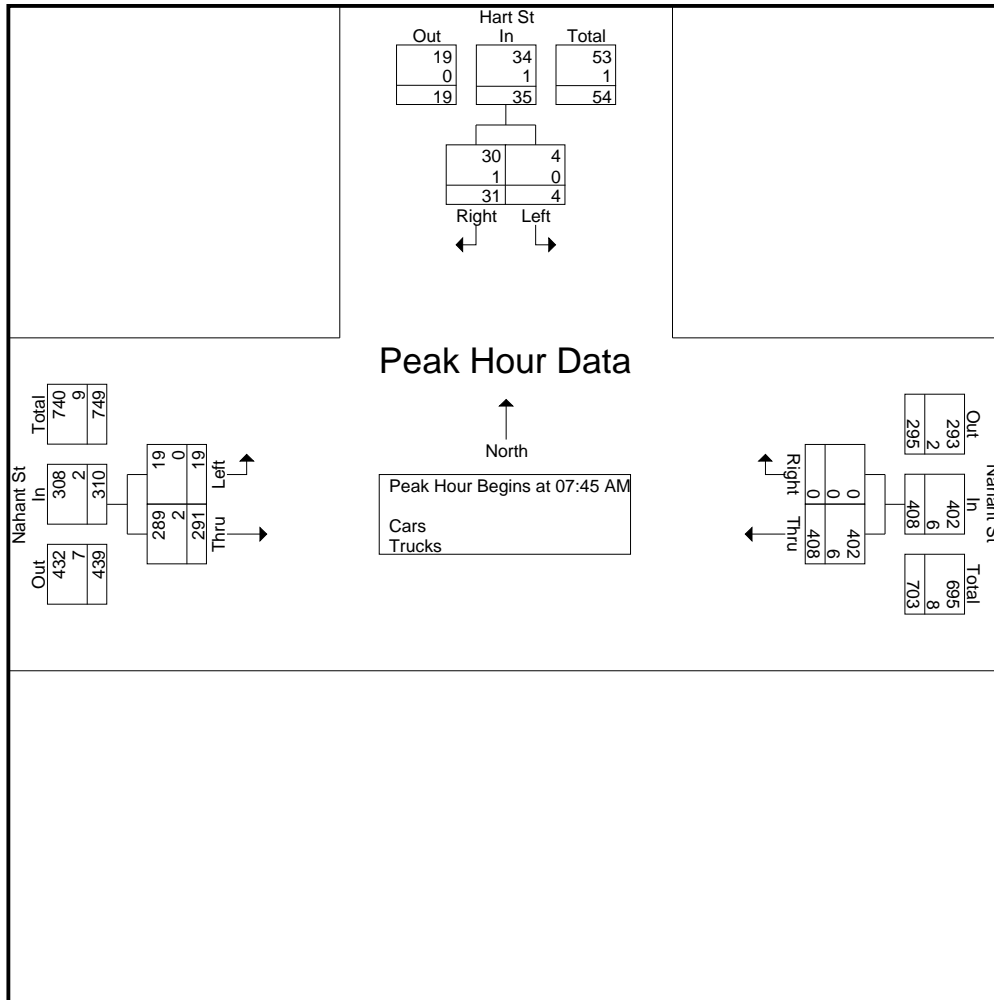 Hart St
Out In Total
19 34 53
0 1 1
19 35 54
30 4
1 0
31 4
Right Left
Peak Hour Data
North
Peak Hour Begins at 07:45 AM
Cars
Trucks
Nahant St
Out In Total
432 308 740
7 2 9
439 310 749
Left
19
0
19
Thru
289
2
291
Nahant St
Out In Total
293 402 695
2 6 8
295 408 703
Right
0
0
0
Thru
402
6
408